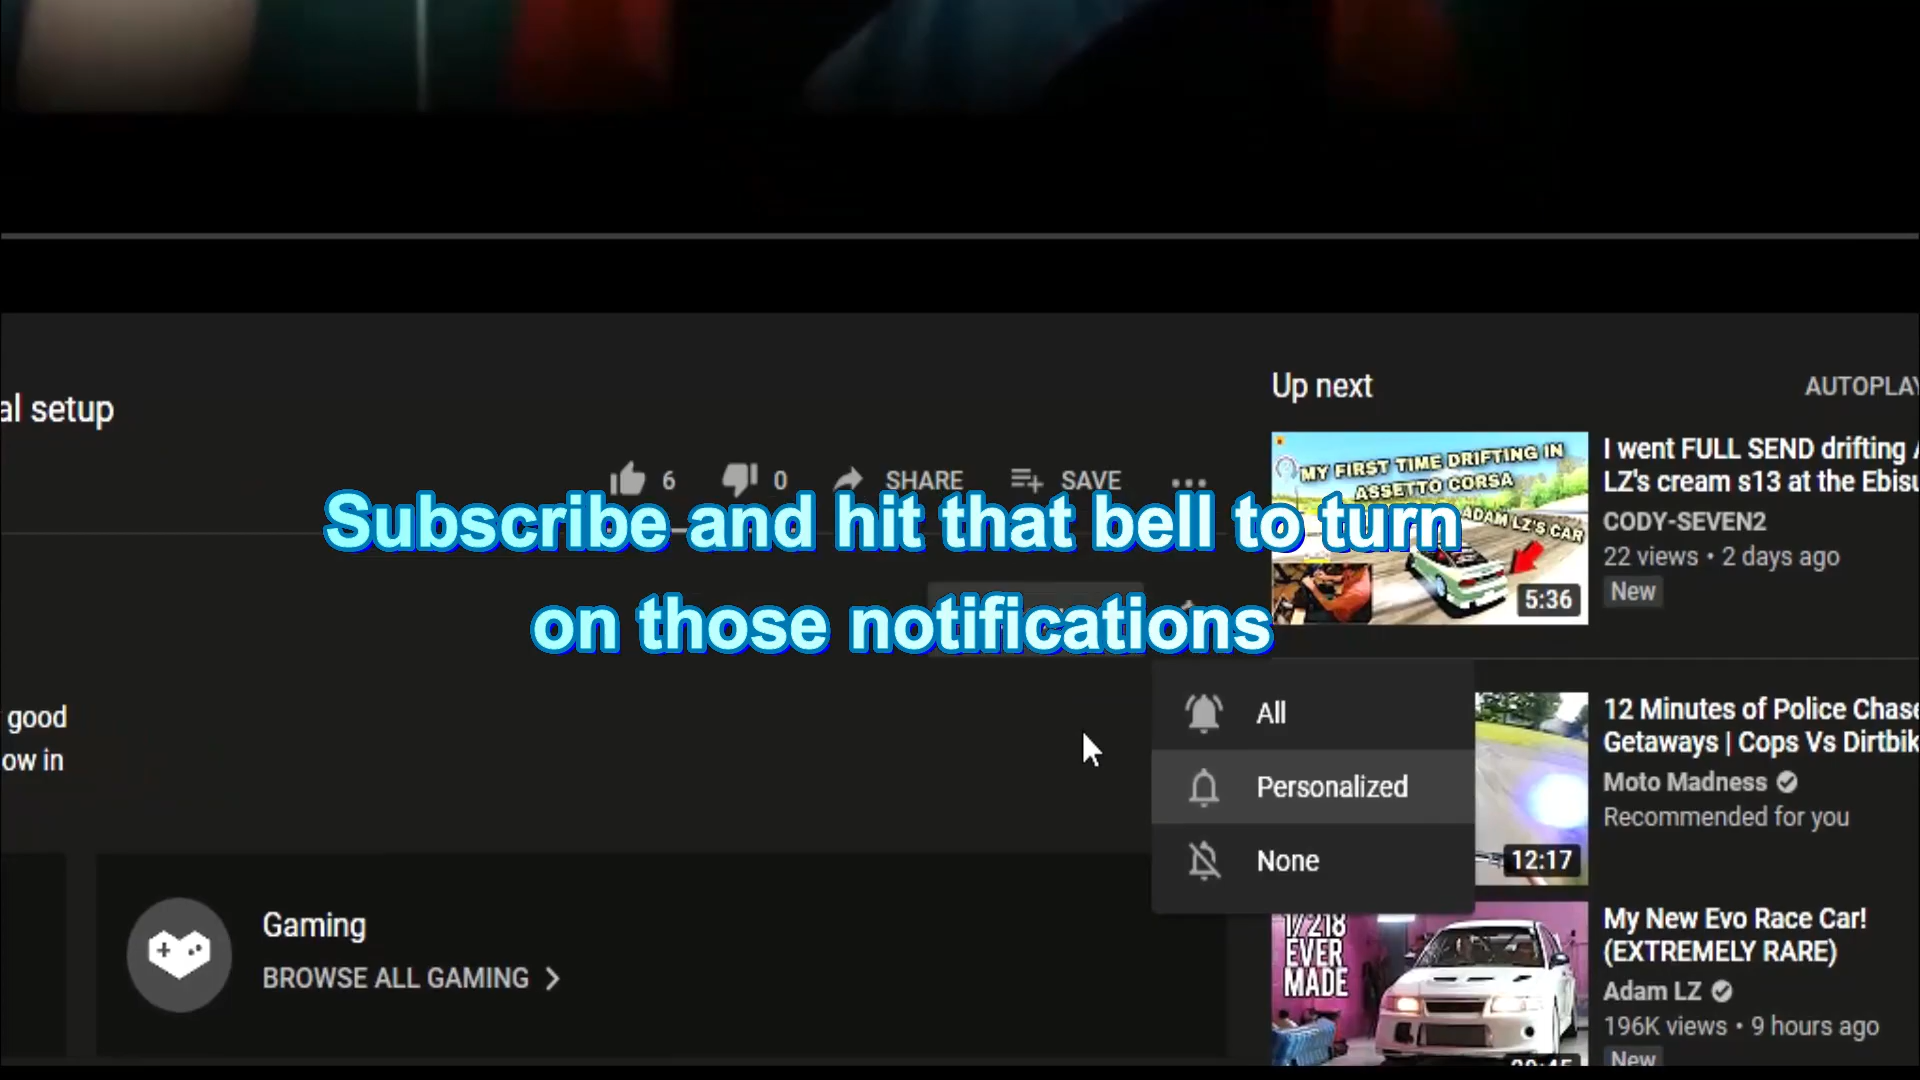 al setup
6
0
SHARE
SAVE
Subscribe and hit that bell to turn
on those notifications
good
ow in
Gaming
BROWSE ALL GAMING
All
Personalized
None
Up next
AUTOPLAY
MY FIRST TIME DRIFTING IN
ASSETTO CORSA
ADAM LZ'S CAR
5:36
I went FULL SEND drifting A
LZ's cream s13 at the Ebisu
CODY-SEVEN2
22 views • 2 days ago
New
12:17
12 Minutes of Police Chase
Getaways | Cops Vs Dirtbik
Moto Madness
Recommended for you
1/218
EVER
MADE
My New Evo Race Car!
(EXTREMELY RARE)
Adam LZ
196K views • 9 hours ago
New